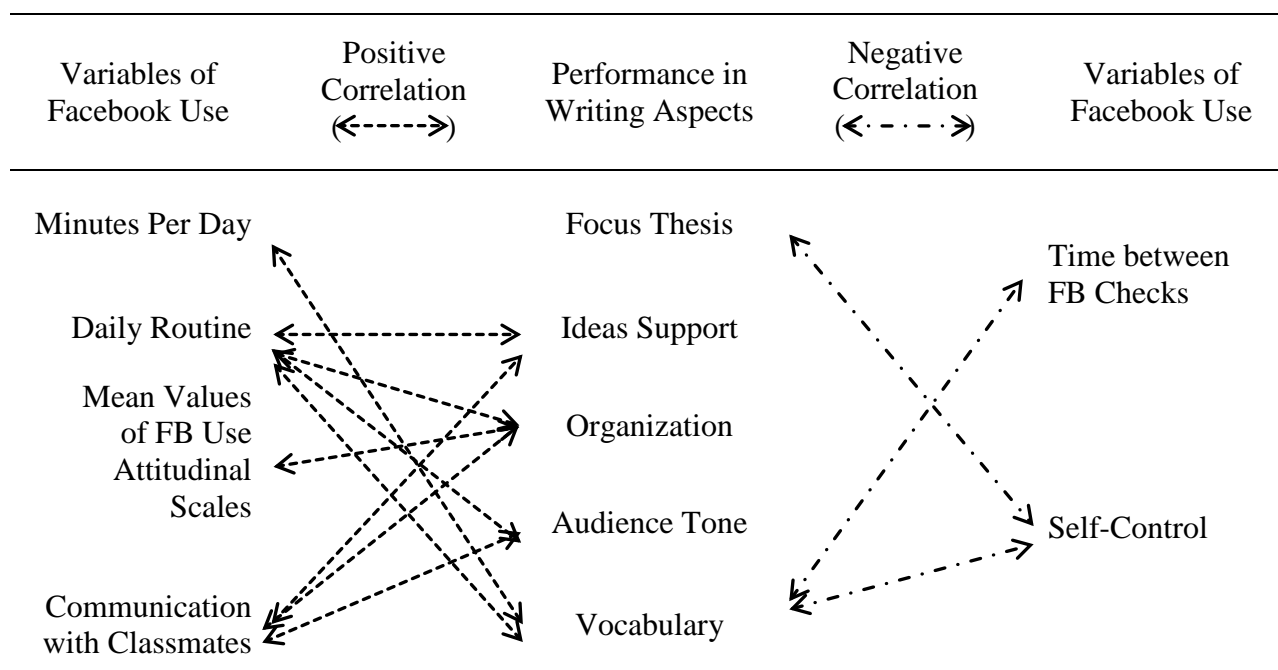 Variables of
Facebook Use
Positive
Correlation
( )
Performance in
Writing Aspects
Negative
Correlation
( )
Variables of
Facebook Use
Minutes Per Day
Daily Routine
Mean Values
of FB Use
Attitudinal
Scales
Communication
with Classmates
Focus Thesis
Ideas Support
Organization
Audience Tone
Vocabulary
Time between
FB Checks
Self-Control